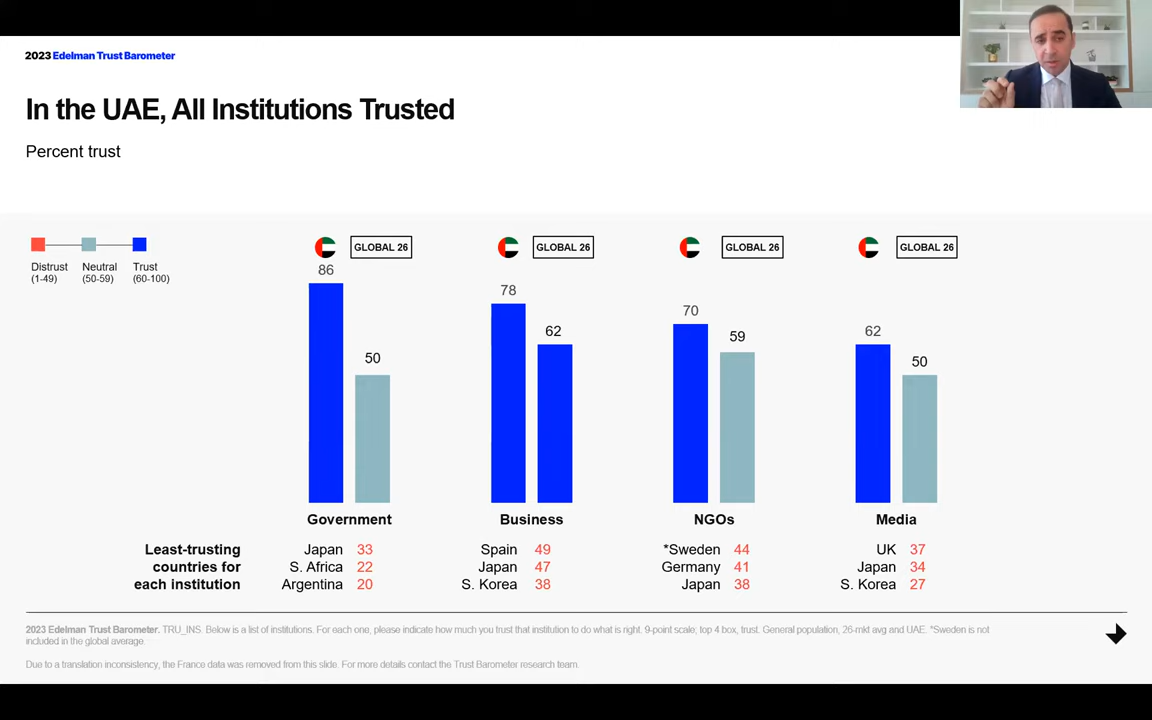 2023 Edelman Trust Barometer
In the UAE, All Institutions Trusted
Percent trust
Distrust
(1-49)
Neutral
(50-59)
Trust
(60-100)
GLOBAL 26
86
50
Government
GLOBAL 26
78
62
Business
GLOBAL 26
70
59
NGOs
GLOBAL 26
62
50
Media
Least-trusting
countries for
each institution
Japan 33
S. Africa 22
Argentina 20
Spain 49
Japan 47
S. Korea 38
*Sweden 44
Germany 41
Japan 38
UK 37
Japan 34
S. Korea 27
2023 Edelman Trust Barometer. TRU_INS. Below is a list of institutions. For each one, please indicate how much you trust that institution to do what is right. 9-point scale; top 4 box, trust. General population, 26-mkt avg and UAE. *Sweden is not
included in the global average.
Due to a translation inconsistency, the France data was removed from this slide. For more details contact the Trust Barometer research team.